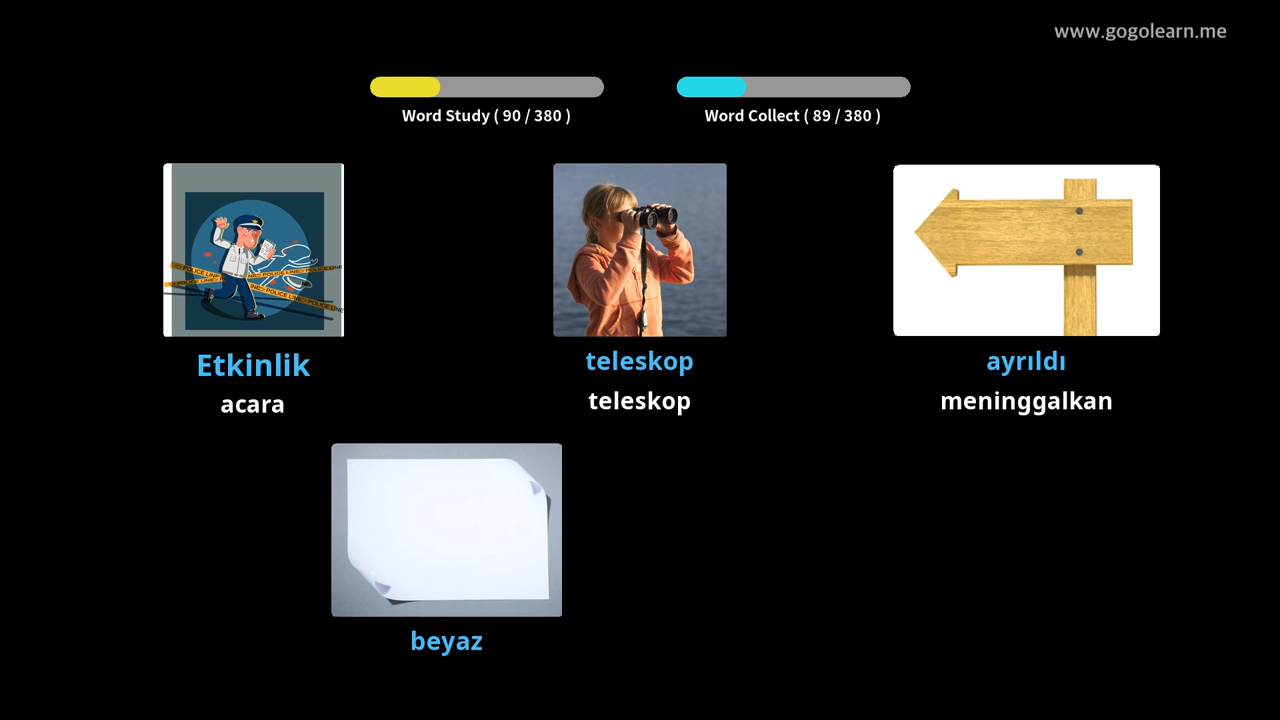 www.gogolearn.me
Word Study ( 90 / 380 )
Word Collect ( 89 / 380 )
Etkinlik
acara
teleskop
teleskop
ayrıldı
meninggalkan
beyaz